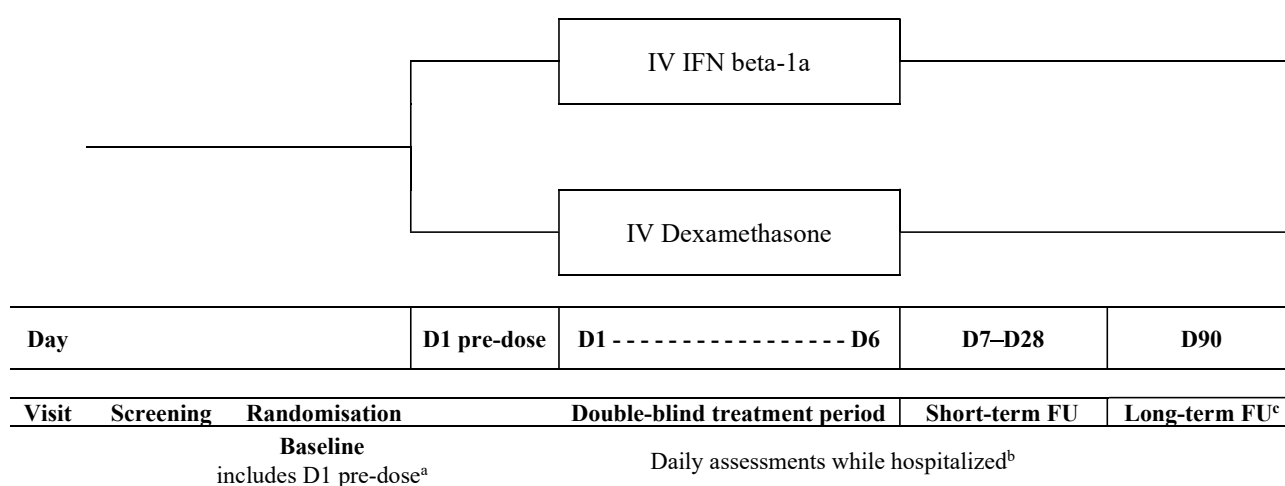 IV IFN beta-1a
IV Dexamethasone
Day D1 pre-dose D1 - - - - - - - - - - - - - - - - - D6 D7–D28 D90
Visit Screening Randomisation Double-blind treatment period Short-term FU Long-term FUᶜ
Baseline
includes D1 pre-doseᵃ Daily assessments while hospitalizedᵇ